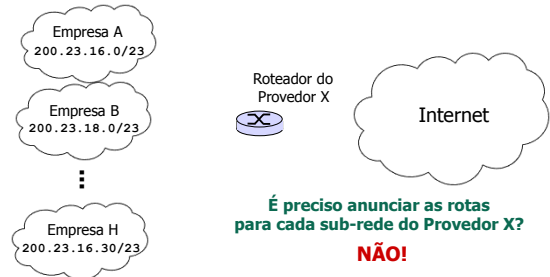 Empresa A
200.23.16.0/23
Empresa B
200.23.18.0/23
Empresa H
200.23.16.30/23
Roteador do
Provedor X
Internet
É preciso anunciar as rotas
para cada sub-rede do Provedor X?
NÃO!